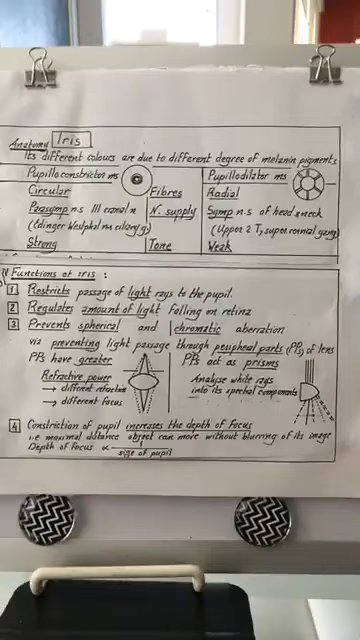 Anatomy Iris
Its different colours are due to different degree of melanin pigments
Pupilloconstrictor ms Pupillodilator ms
Circular Fibres Radial
Parasymp n.s III cranial n N. supply Symp n.s of head & neck
(Edinger Westphal n ciliary g) (Upper 2 T, super cervical gang)
Strong Tone Weak
Functions of iris :
1 Restricts passage of light rays to the pupil.
2 Regulates amount of light falling on retina
3 Prevents spherical and chromatic aberration
via preventing light passage through peripheral parts (PPs) of lens
PPs have greater PPs act as prisms
Refractive power Analyse white rays
→ different refraction into its spectral components
→ different focus
4 Constriction of pupil increases the depth of focus
i.e maximal distance object can move without blurring of its image
Depth of Focus ∝ 1
size of pupil